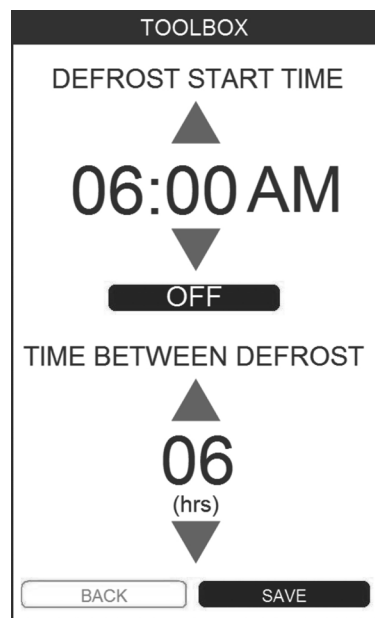 TOOLBOX
DEFROST START TIME
06:00 AM
OFF
TIME BETWEEN DEFROST
06
(hrs)
BACK SAVE